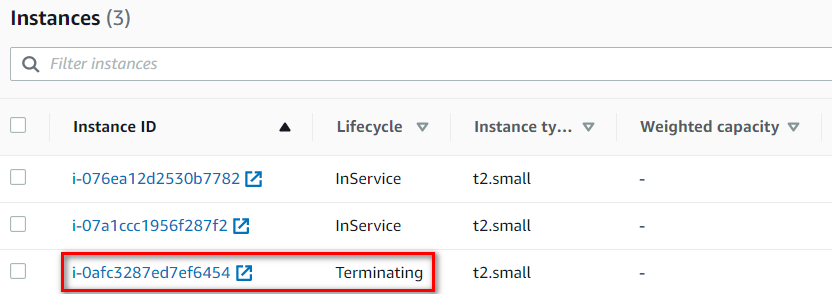 Instances (3)
Filter instances
Instance ID Lifecycle Instance ty... Weighted capacity
i-076ea12d2530b7782 InService t2.small -
i-07a1ccc1956f287f2 InService t2.small -
i-0afc3287ed7ef6454 Terminating t2.small -